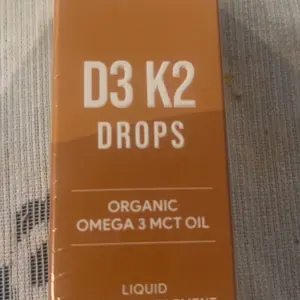 D3 K2
DROPS
ORGANIC
OMEGA 3 MCT OIL
LIQUID